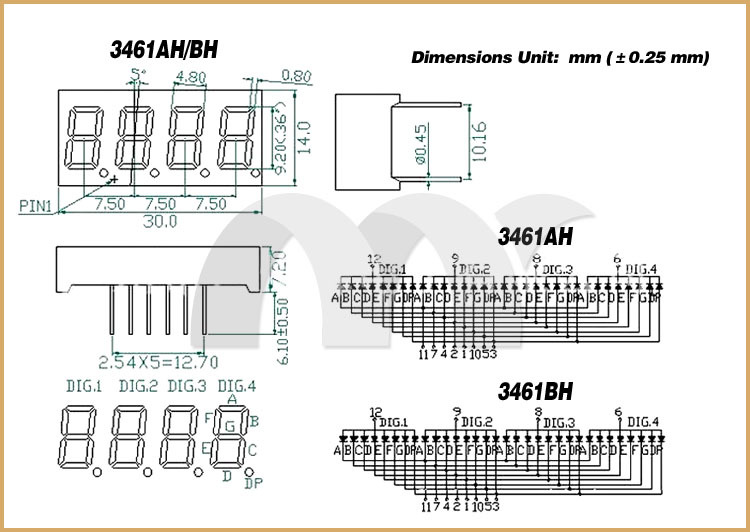 3461AH/BH
Dimensions Unit: mm (±0.25 mm)
5° 4.80 0.80
9.20(.36")
14.0
PIN1
7.50 7.50 7.50
30.0
ø0.45
10.16
7.20
6.10±0.50
2.54X5=12.70
DIG.1 DIG.2 DIG.3 DIG.4
A
F B
G
E C
D
DP
3461AH
12 9 8 6
DIG.1 DIG.2 DIG.3 DIG.4
A B C D E F G DP A B C D E F G DP A B C D E F G DP A B C D E F G DP
11 7 4 2 1 10 5 3
3461BH
12 9 8 6
DIG.1 DIG.2 DIG.3 DIG.4
A B C D E F G DP A B C D E F G DP A B C D E F G DP A B C D E F G DP
11 7 4 2 1 10 5 3